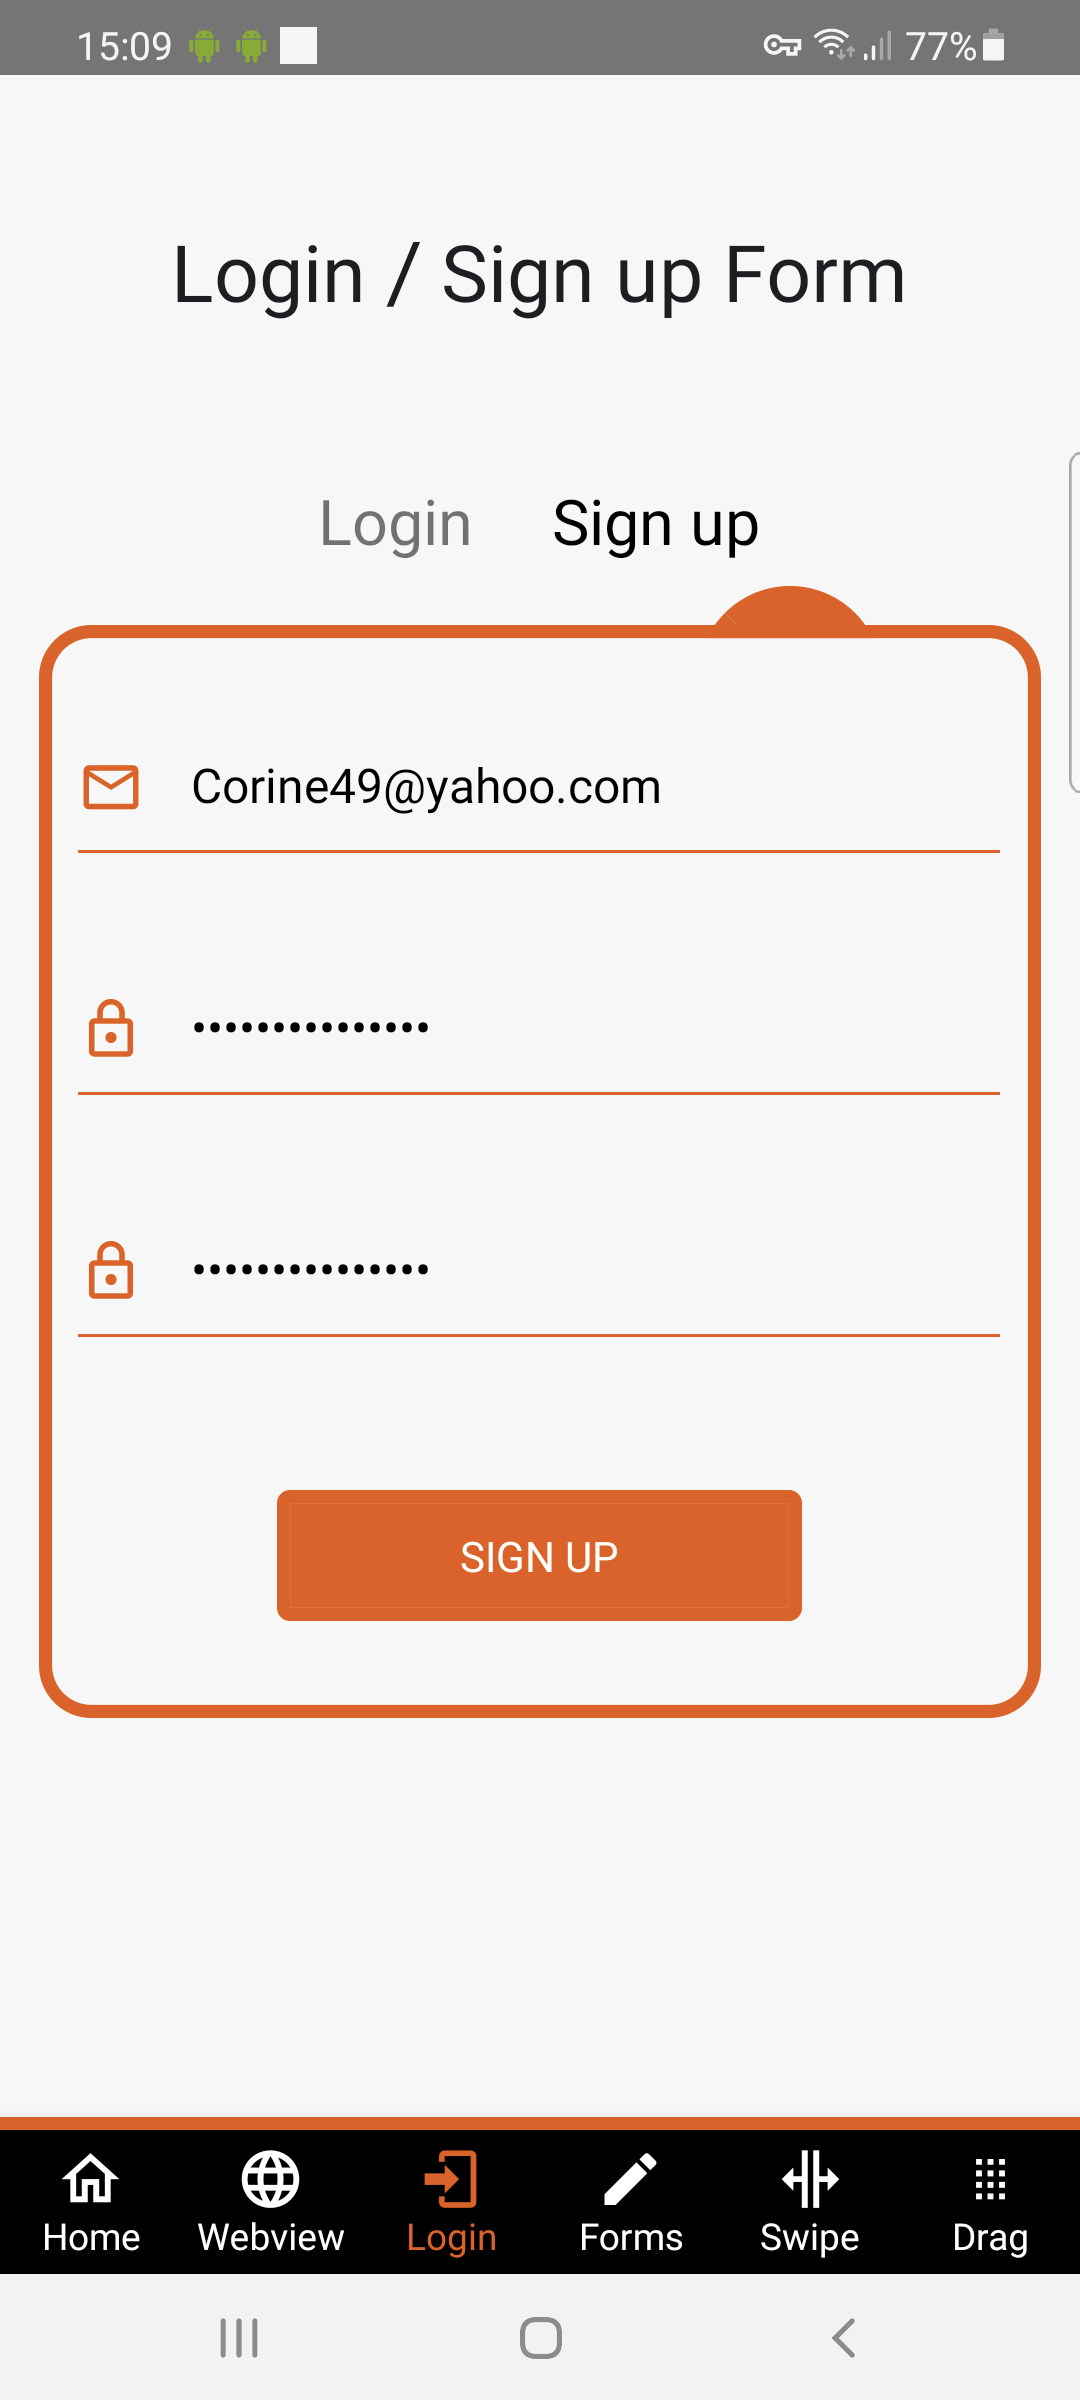 15:09 77%
Login / Sign up Form
Login Sign up
Corine49@yahoo.com
•••••••••••••••
•••••••••••••••
SIGN UP
Home Webview Login Forms Swipe Drag